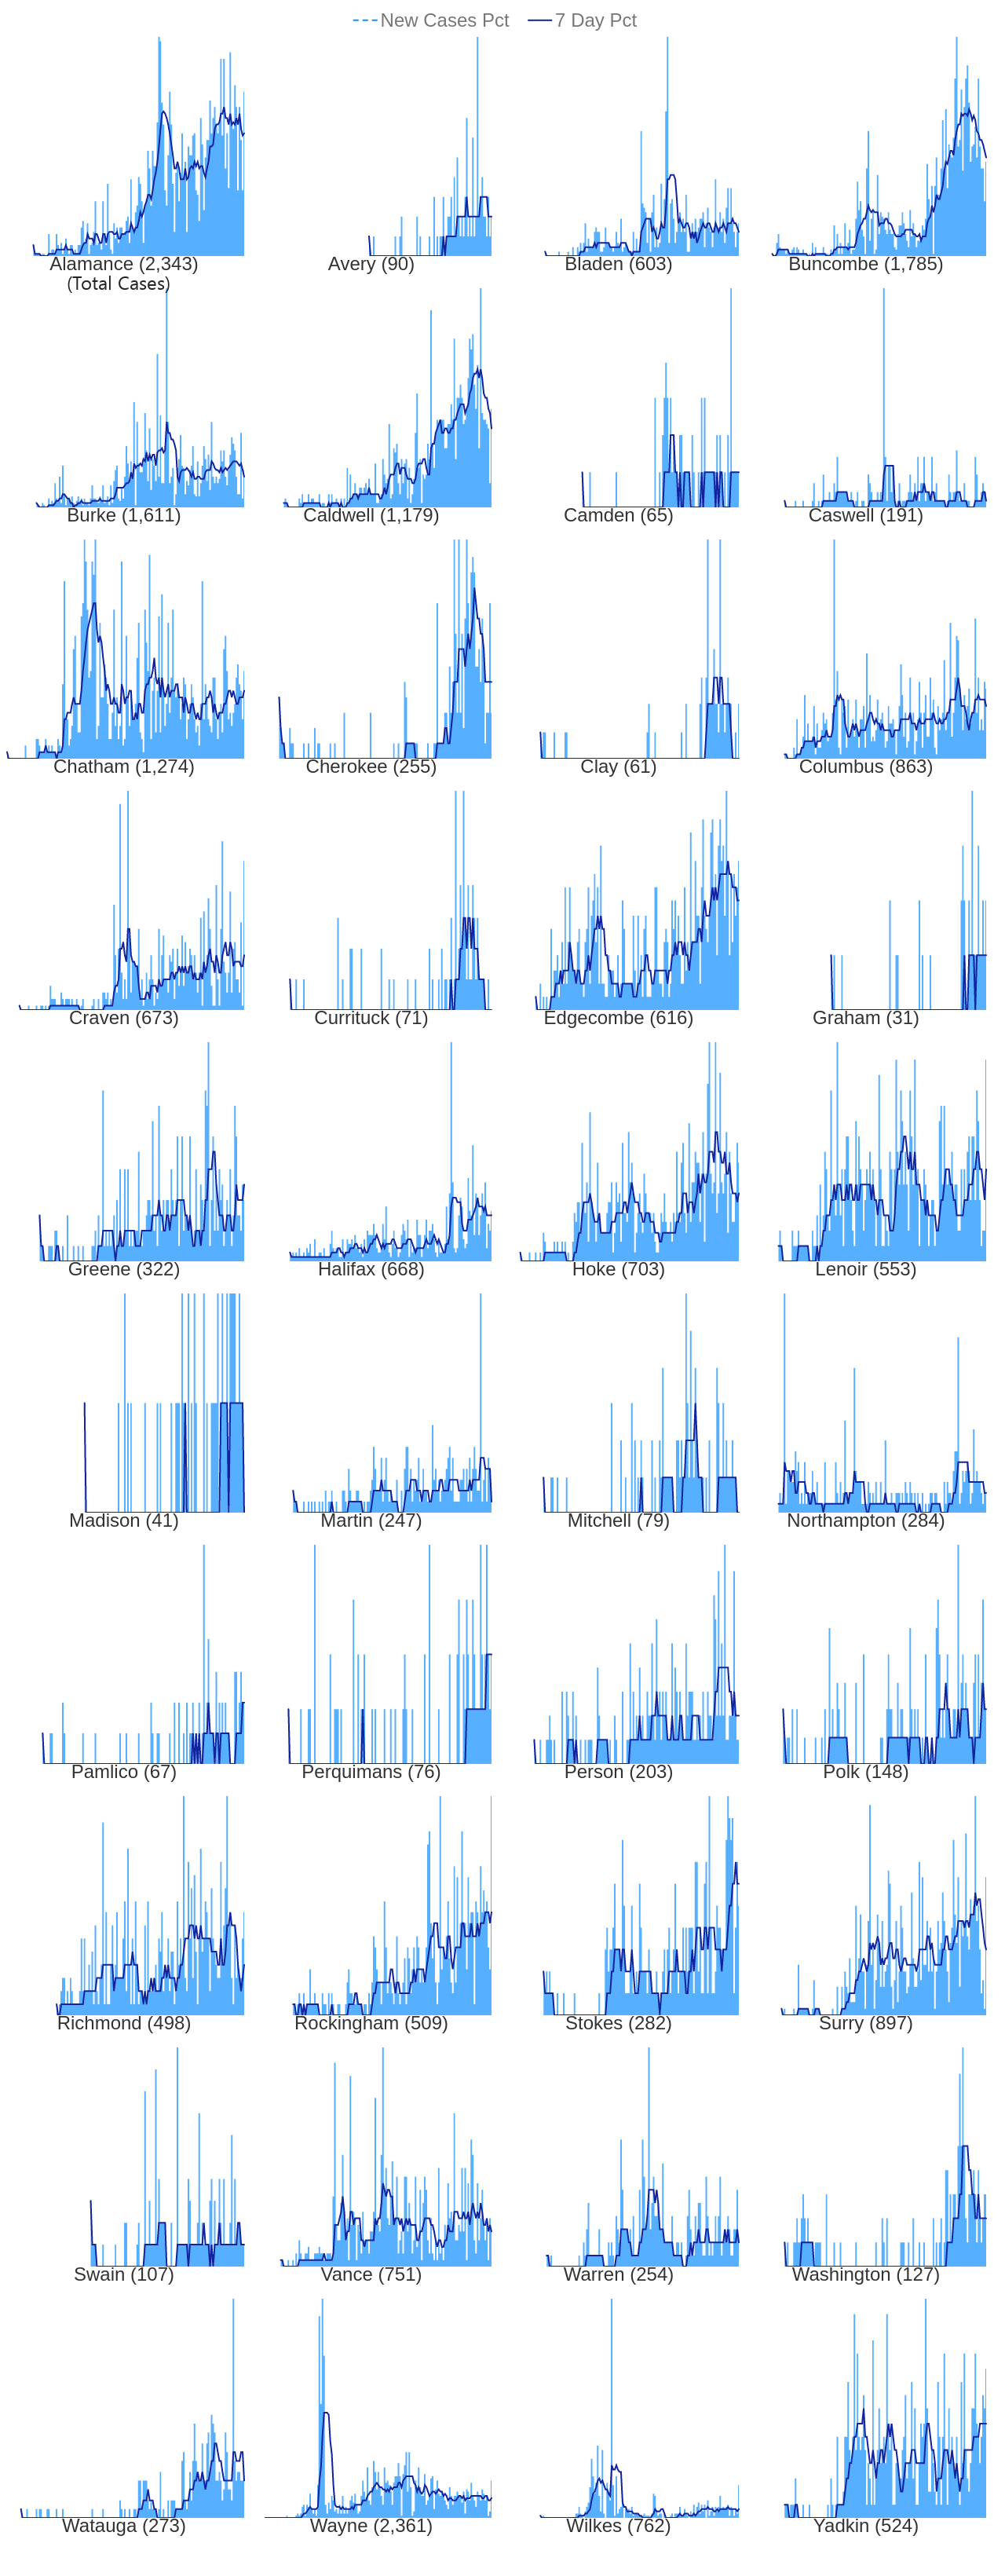 New Cases Pct 7 Day Pct
Alamance (2,343) Avery (90) Bladen (603) Buncombe (1,785)
(Total Cases)
Burke (1,611) Caldwell (1,179) Camden (65) Caswell (191)
Chatham (1,274) Cherokee (255) Clay (61) Columbus (863)
Craven (673) Currituck (71) Edgecombe (616) Graham (31)
Greene (322) Halifax (668) Hoke (703) Lenoir (553)
Madison (41) Martin (247) Mitchell (79) Northampton (284)
Pamlico (67) Perquimans (76) Person (203) Polk (148)
Richmond (498) Rockingham (509) Stokes (282) Surry (897)
Swain (107) Vance (751) Warren (254) Washington (127)
Watauga (273) Wayne (2,361) Wilkes (762) Yadkin (524)